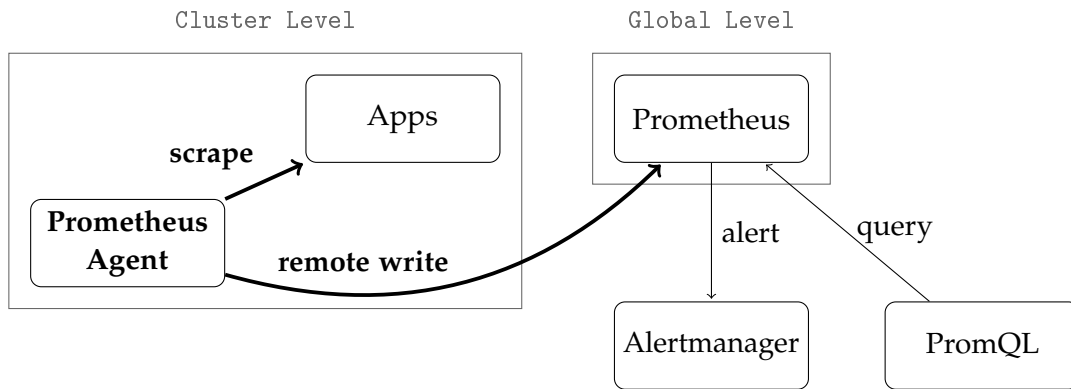 Cluster Level
Global Level
Apps
Prometheus
scrape
Prometheus
Agent
remote write
alert
query
Alertmanager
PromQL